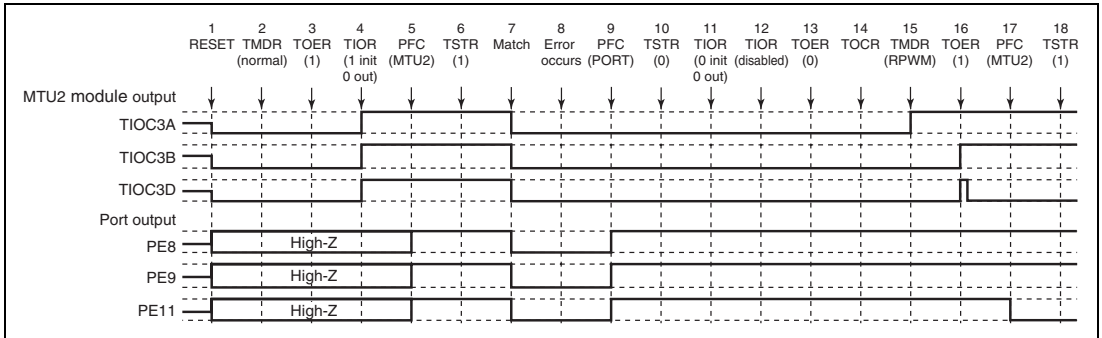 1 2 3 4 5 6 7 8 9 10 11 12 13 14 15 16 17 18
RESET TMDR TOER TIOR PFC TSTR Match Error PFC TSTR TIOR TIOR TOER TOCR TMDR TOER PFC TSTR
(normal) (1) (1 init (MTU2) (1) occurs (PORT) (0) (0 init (disabled) (0) (RPWM) (1) (MTU2) (1)
0 out) 0 out)
MTU2 module output
TIOC3A
TIOC3B
TIOC3D
Port output
PE8 High-Z
PE9 High-Z
PE11 High-Z